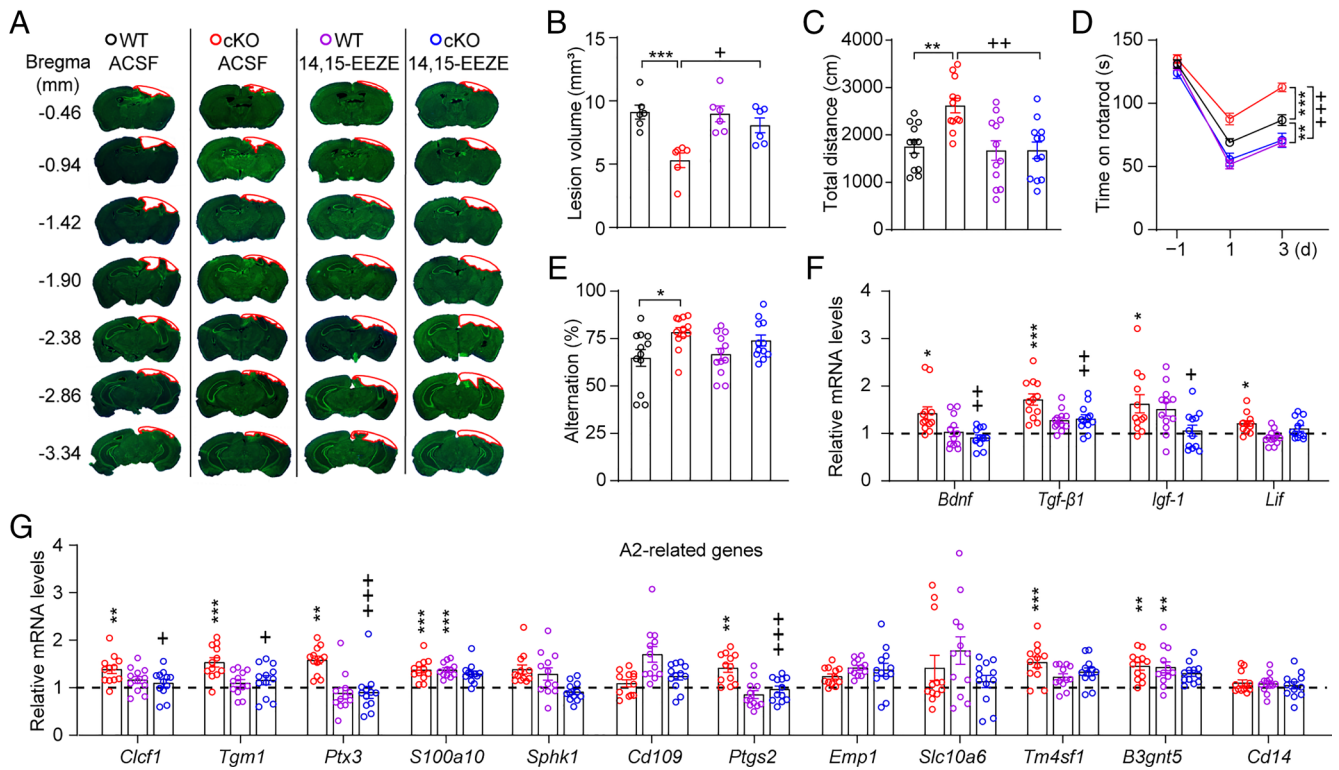 A
Bregma
(mm)
WT
ACSF
cKO
ACSF
WT
14,15-EEZE
cKO
14,15-EEZE
-0.46
-0.94
-1.42
-1.90
-2.38
-2.86
-3.34
B
Lesion volume (mm³)
15
10
5
0
***
+
C
Total distance (cm)
4000
3000
2000
1000
0
**
++
D
Time on rotarod (s)
150
100
50
0
−1
1
3 (d)
***
**
+++
E
Alternation (%)
100
75
50
25
0
*
F
Relative mRNA levels
4
3
2
1
0
*
++
***
++
*
+
*
Bdnf
Tgf-β1
Igf-1
Lif
G
Relative mRNA levels
A2-related genes
4
3
2
1
0
**
+
***
+
**
+++
***
***
**
+++
***
**
**
Clcf1
Tgm1
Ptx3
S100a10
Sphk1
Cd109
Ptgs2
Emp1
Slc10a6
Tm4sf1
B3gnt5
Cd14